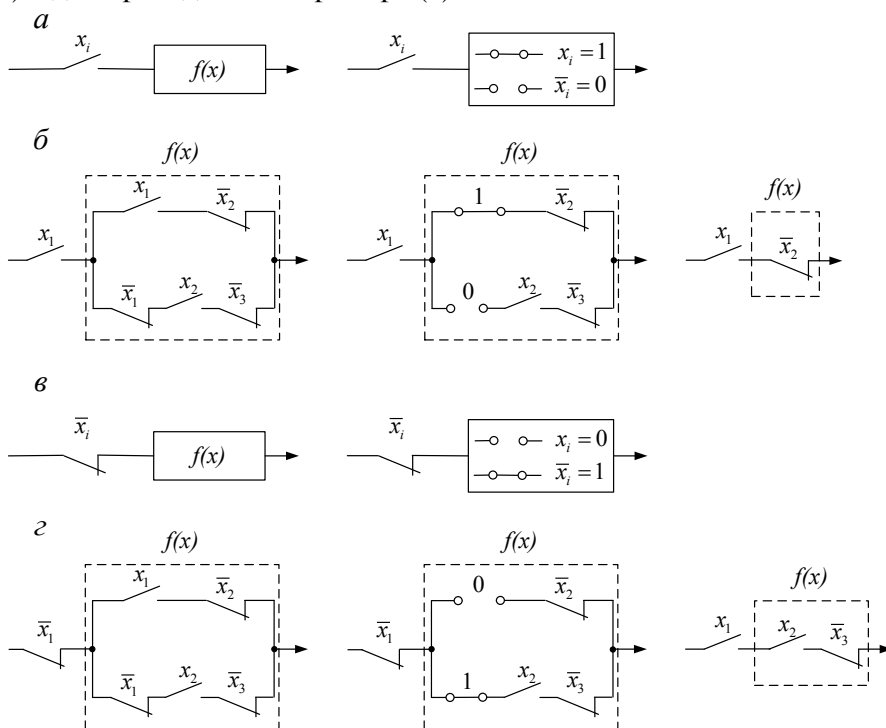 а
x_i
f(x)
x_i
x_i = 1
x̅_i = 0
б
f(x)
f(x)
f(x)
x_1
x_1
x̅_2
x̅_1
x_2
x̅_3
x_1
1
x̅_2
0
x_2
x̅_3
x_1
x̅_2
в
x̅_i
f(x)
x̅_i
x_i = 0
x̅_i = 1
г
f(x)
f(x)
f(x)
x̅_1
x_1
x̅_2
x̅_1
x_2
x̅_3
x̅_1
0
x̅_2
1
x_2
x̅_3
x_1
x_2
x̅_3